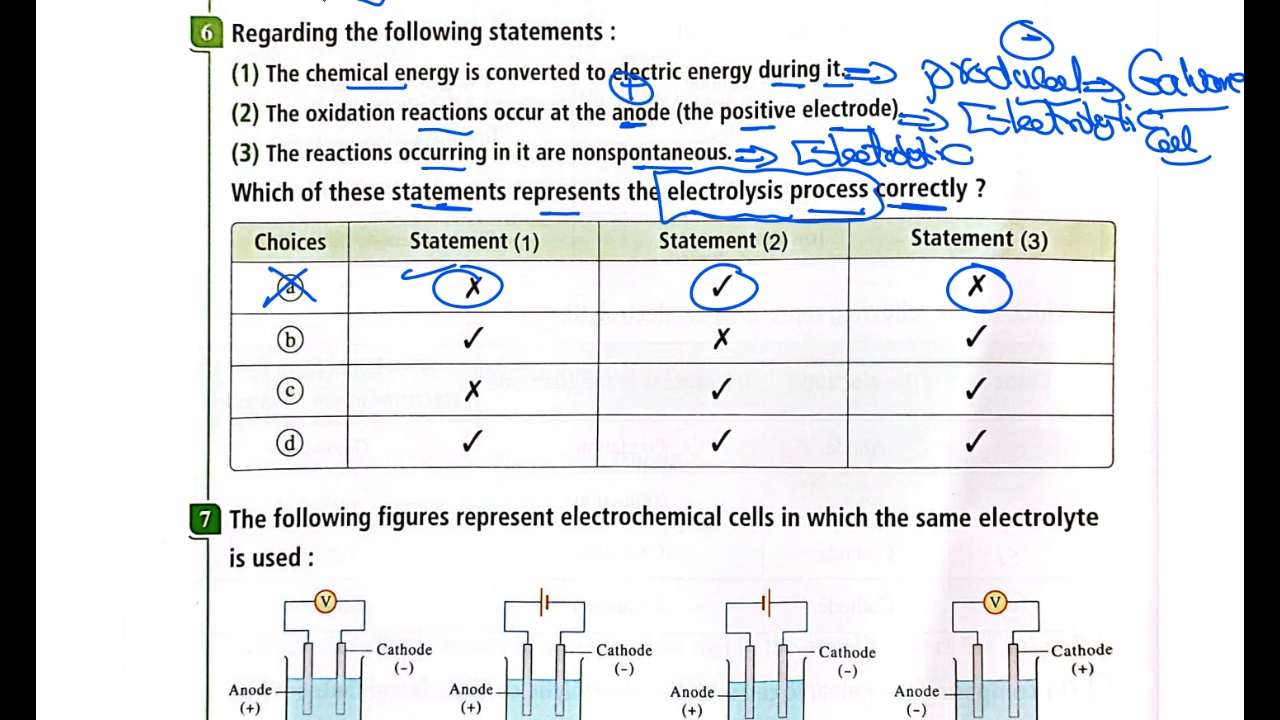 6 Regarding the following statements :
(1) The chemical energy is converted to electric energy during it. => produced => Galvanic
(2) The oxidation reactions occur at the anode (the positive electrode). => Electrolytic Cell
(3) The reactions occurring in it are nonspontaneous. => Electrolytic
Which of these statements represents the electrolysis process correctly ?
Choices Statement (1) Statement (2) Statement (3)
a ✗ ✓ ✗
b ✓ ✗ ✓
c ✗ ✓ ✓
d ✓ ✓ ✓
7 The following figures represent electrochemical cells in which the same electrolyte
is used :
V V
Cathode (-) Cathode (-) Cathode (-) Cathode (+)
Anode (+) Anode (+) Anode (+) Anode (-)